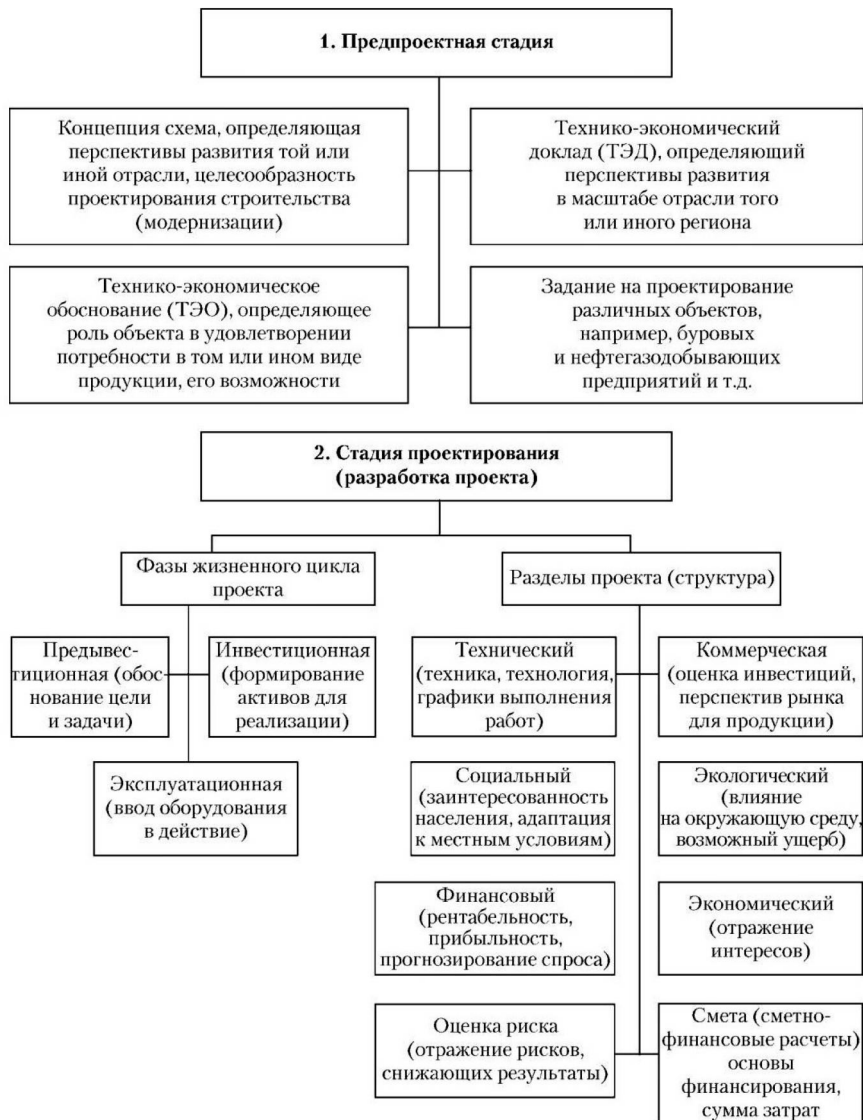 1. Предпроектная стадия
Концепция схема, определяющая
перспективы развития той или
иной отрасли, целесообразность
проектирования строительства
(модернизации)
Технико-экономический
доклад (ТЭД), определяющий
перспективы развития
в масштабе отрасли того
или иного региона
Технико-экономическое
обоснование (ТЭО), определяющее
роль объекта в удовлетворении
потребности в том или ином виде
продукции, его возможности
Задание на проектирование
различных объектов,
например, буровых
и нефтегазодобывающих
предприятий и т.д.
2. Стадия проектирования
(разработка проекта)
Фазы жизненного цикла
проекта
Разделы проекта (структура)
Предывес-
тиционная (обос-
нование цели
и задачи)
Инвестиционная
(формирование
активов для
реализации)
Эксплуатационная
(ввод оборудования
в действие)
Технический
(техника, технология,
графики выполнения
работ)
Коммерческая
(оценка инвестиций,
перспектив рынка
для продукции)
Социальный
(заинтересованность
населения, адаптация
к местным условиям)
Экологический
(влияние
на окружающую среду,
возможный ущерб)
Финансовый
(рентабельность,
прибыльность,
прогнозирование спроса)
Экономический
(отражение
интересов)
Оценка риска
(отражение рисков,
снижающих результаты)
Смета (сметно-
финансовые расчеты)
основы
финансирования,
сумма затрат